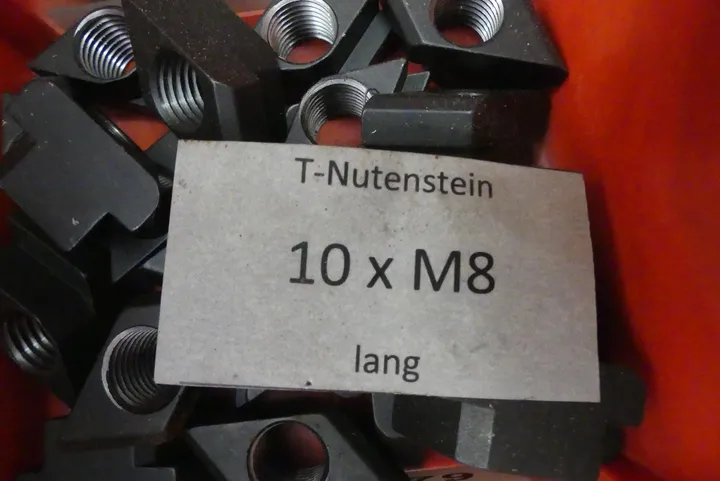 T-Nutenstein
10 x M8
lang